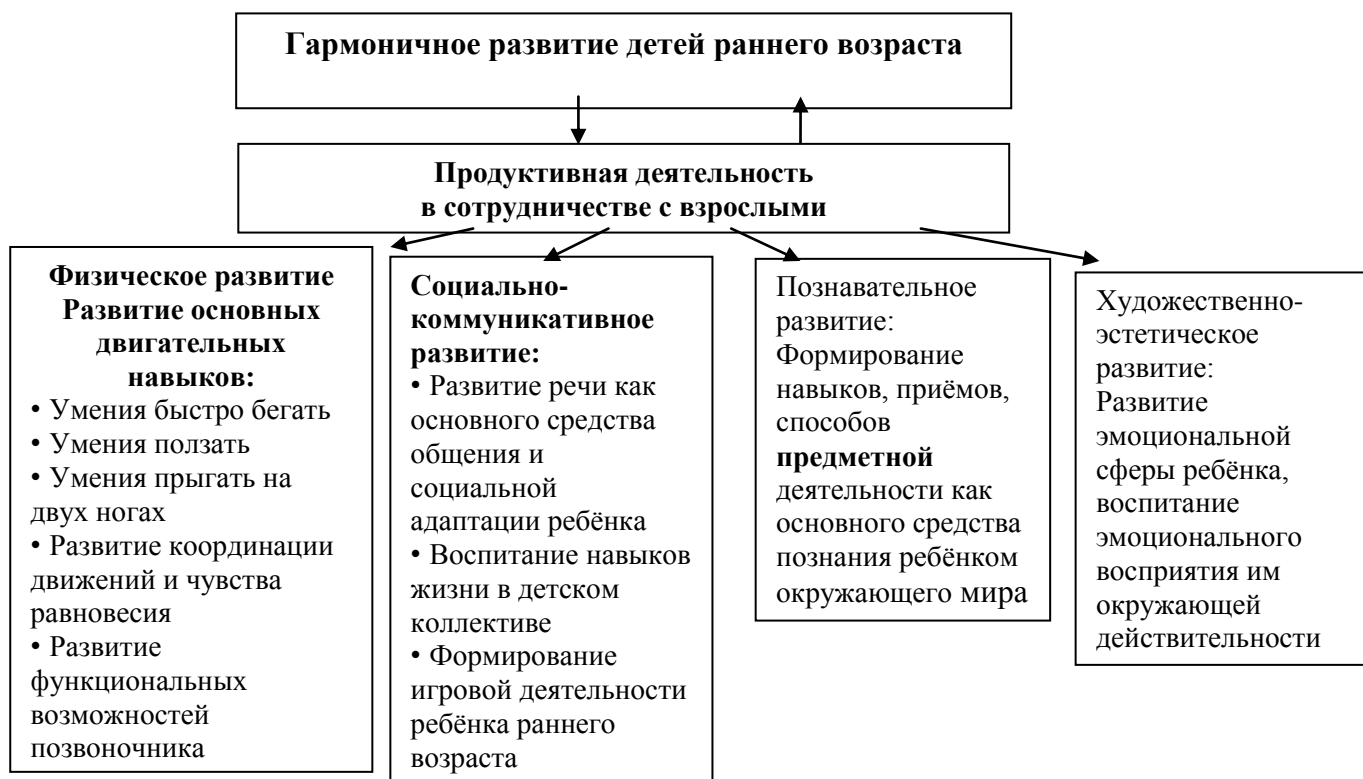 Гармоничное развитие детей раннего возраста
Продуктивная деятельность
в сотрудничестве с взрослыми
Физическое развитие
Развитие основных
двигательных
навыков:
• Умения быстро бегать
• Умения ползать
• Умения прыгать на
двух ногах
• Развитие координации
движений и чувства
равновесия
• Развитие
функциональных
возможностей
позвоночника
Социально-
коммуникативное
развитие:
• Развитие речи как
основного средства
общения и
социальной
адаптации ребёнка
• Воспитание навыков
жизни в детском
коллективе
• Формирование
игровой деятельности
ребёнка раннего
возраста
Познавательное
развитие:
Формирование
навыков, приёмов,
способов
предметной
деятельности как
основного средства
познания ребёнком
окружающего мира
Художественно-
эстетическое
развитие:
Развитие
эмоциональной
сферы ребёнка,
воспитание
эмоционального
восприятия им
окружающей
действительности